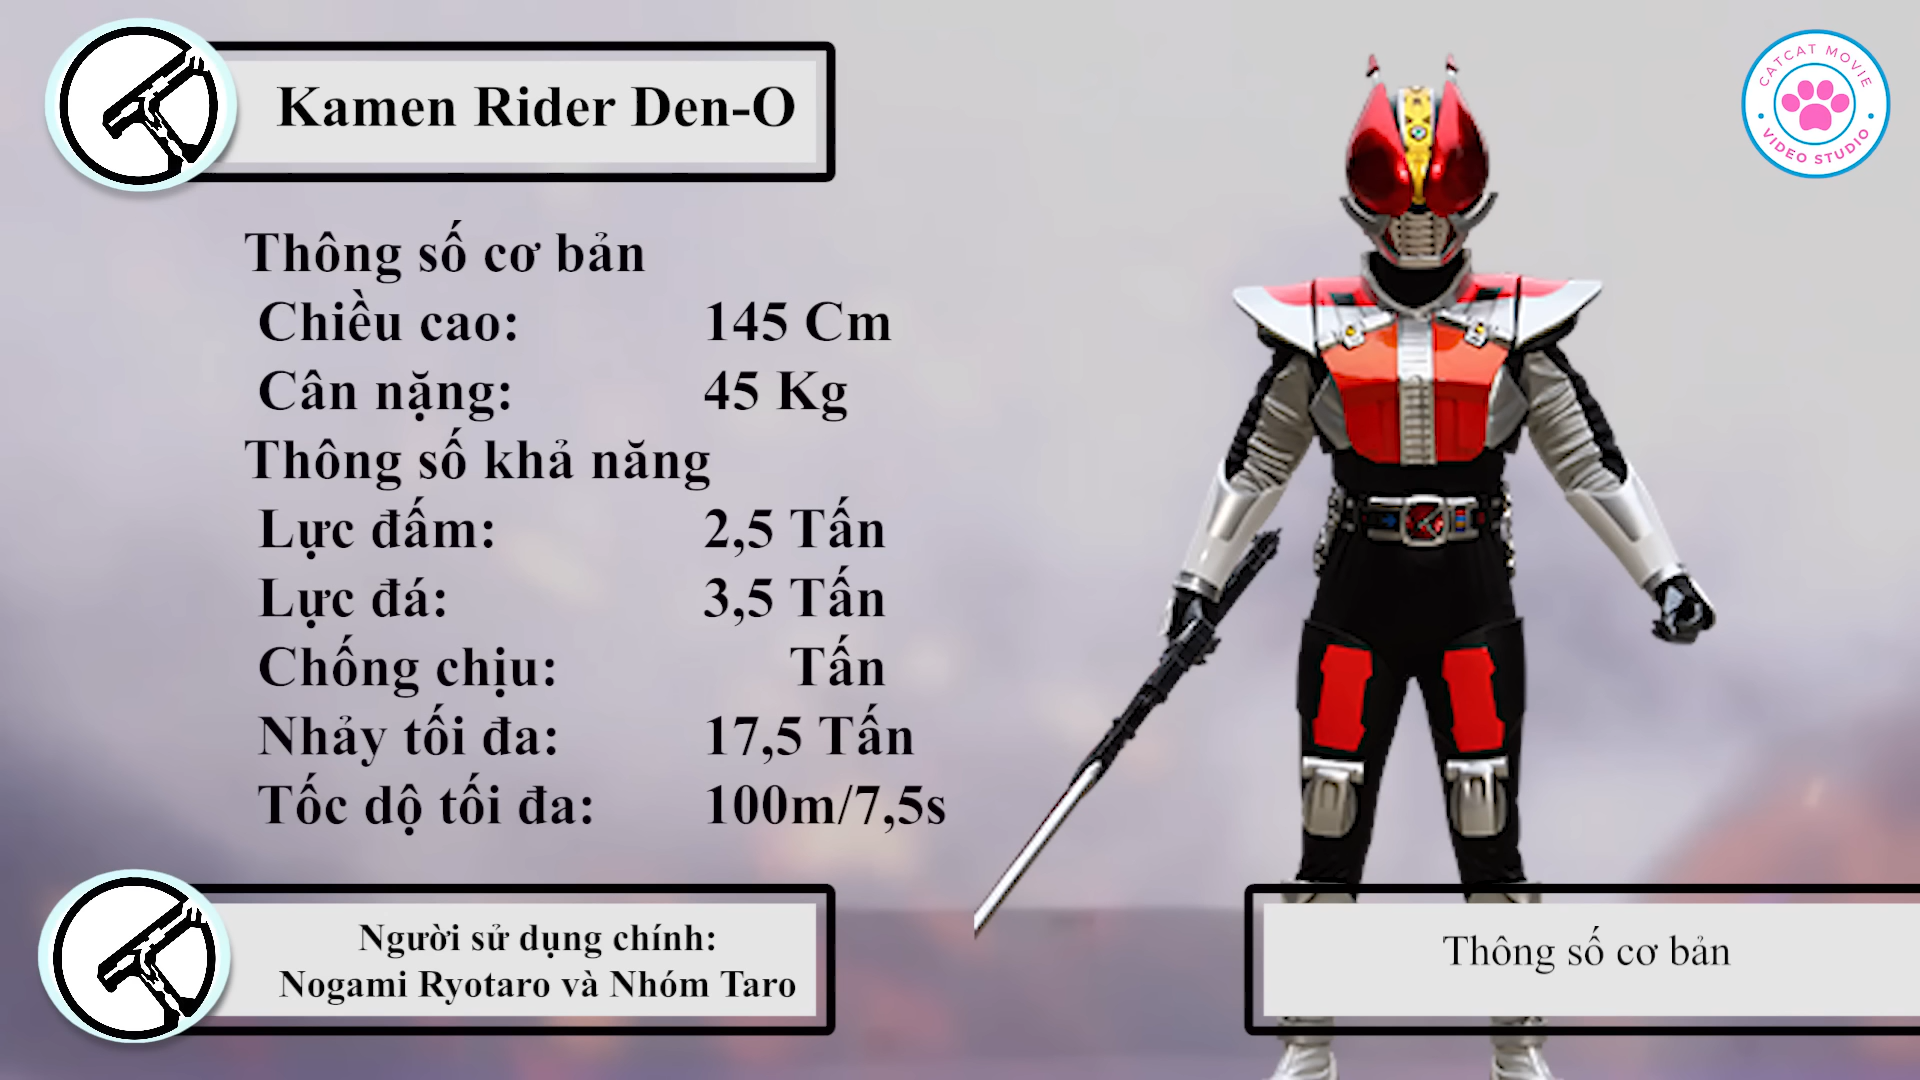 Kamen Rider Den-O
CATCAT MOVIE
VIDEO STUDIO
Thông số cơ bản
Chiều cao: 145 Cm
Cân nặng: 45 Kg
Thông số khả năng
Lực đấm: 2,5 Tấn
Lực đá: 3,5 Tấn
Chống chịu: Tấn
Nhảy tối đa: 17,5 Tấn
Tốc dộ tối đa: 100m/7,5s
Người sử dụng chính:
Nogami Ryotaro và Nhóm Taro
Thông số cơ bản